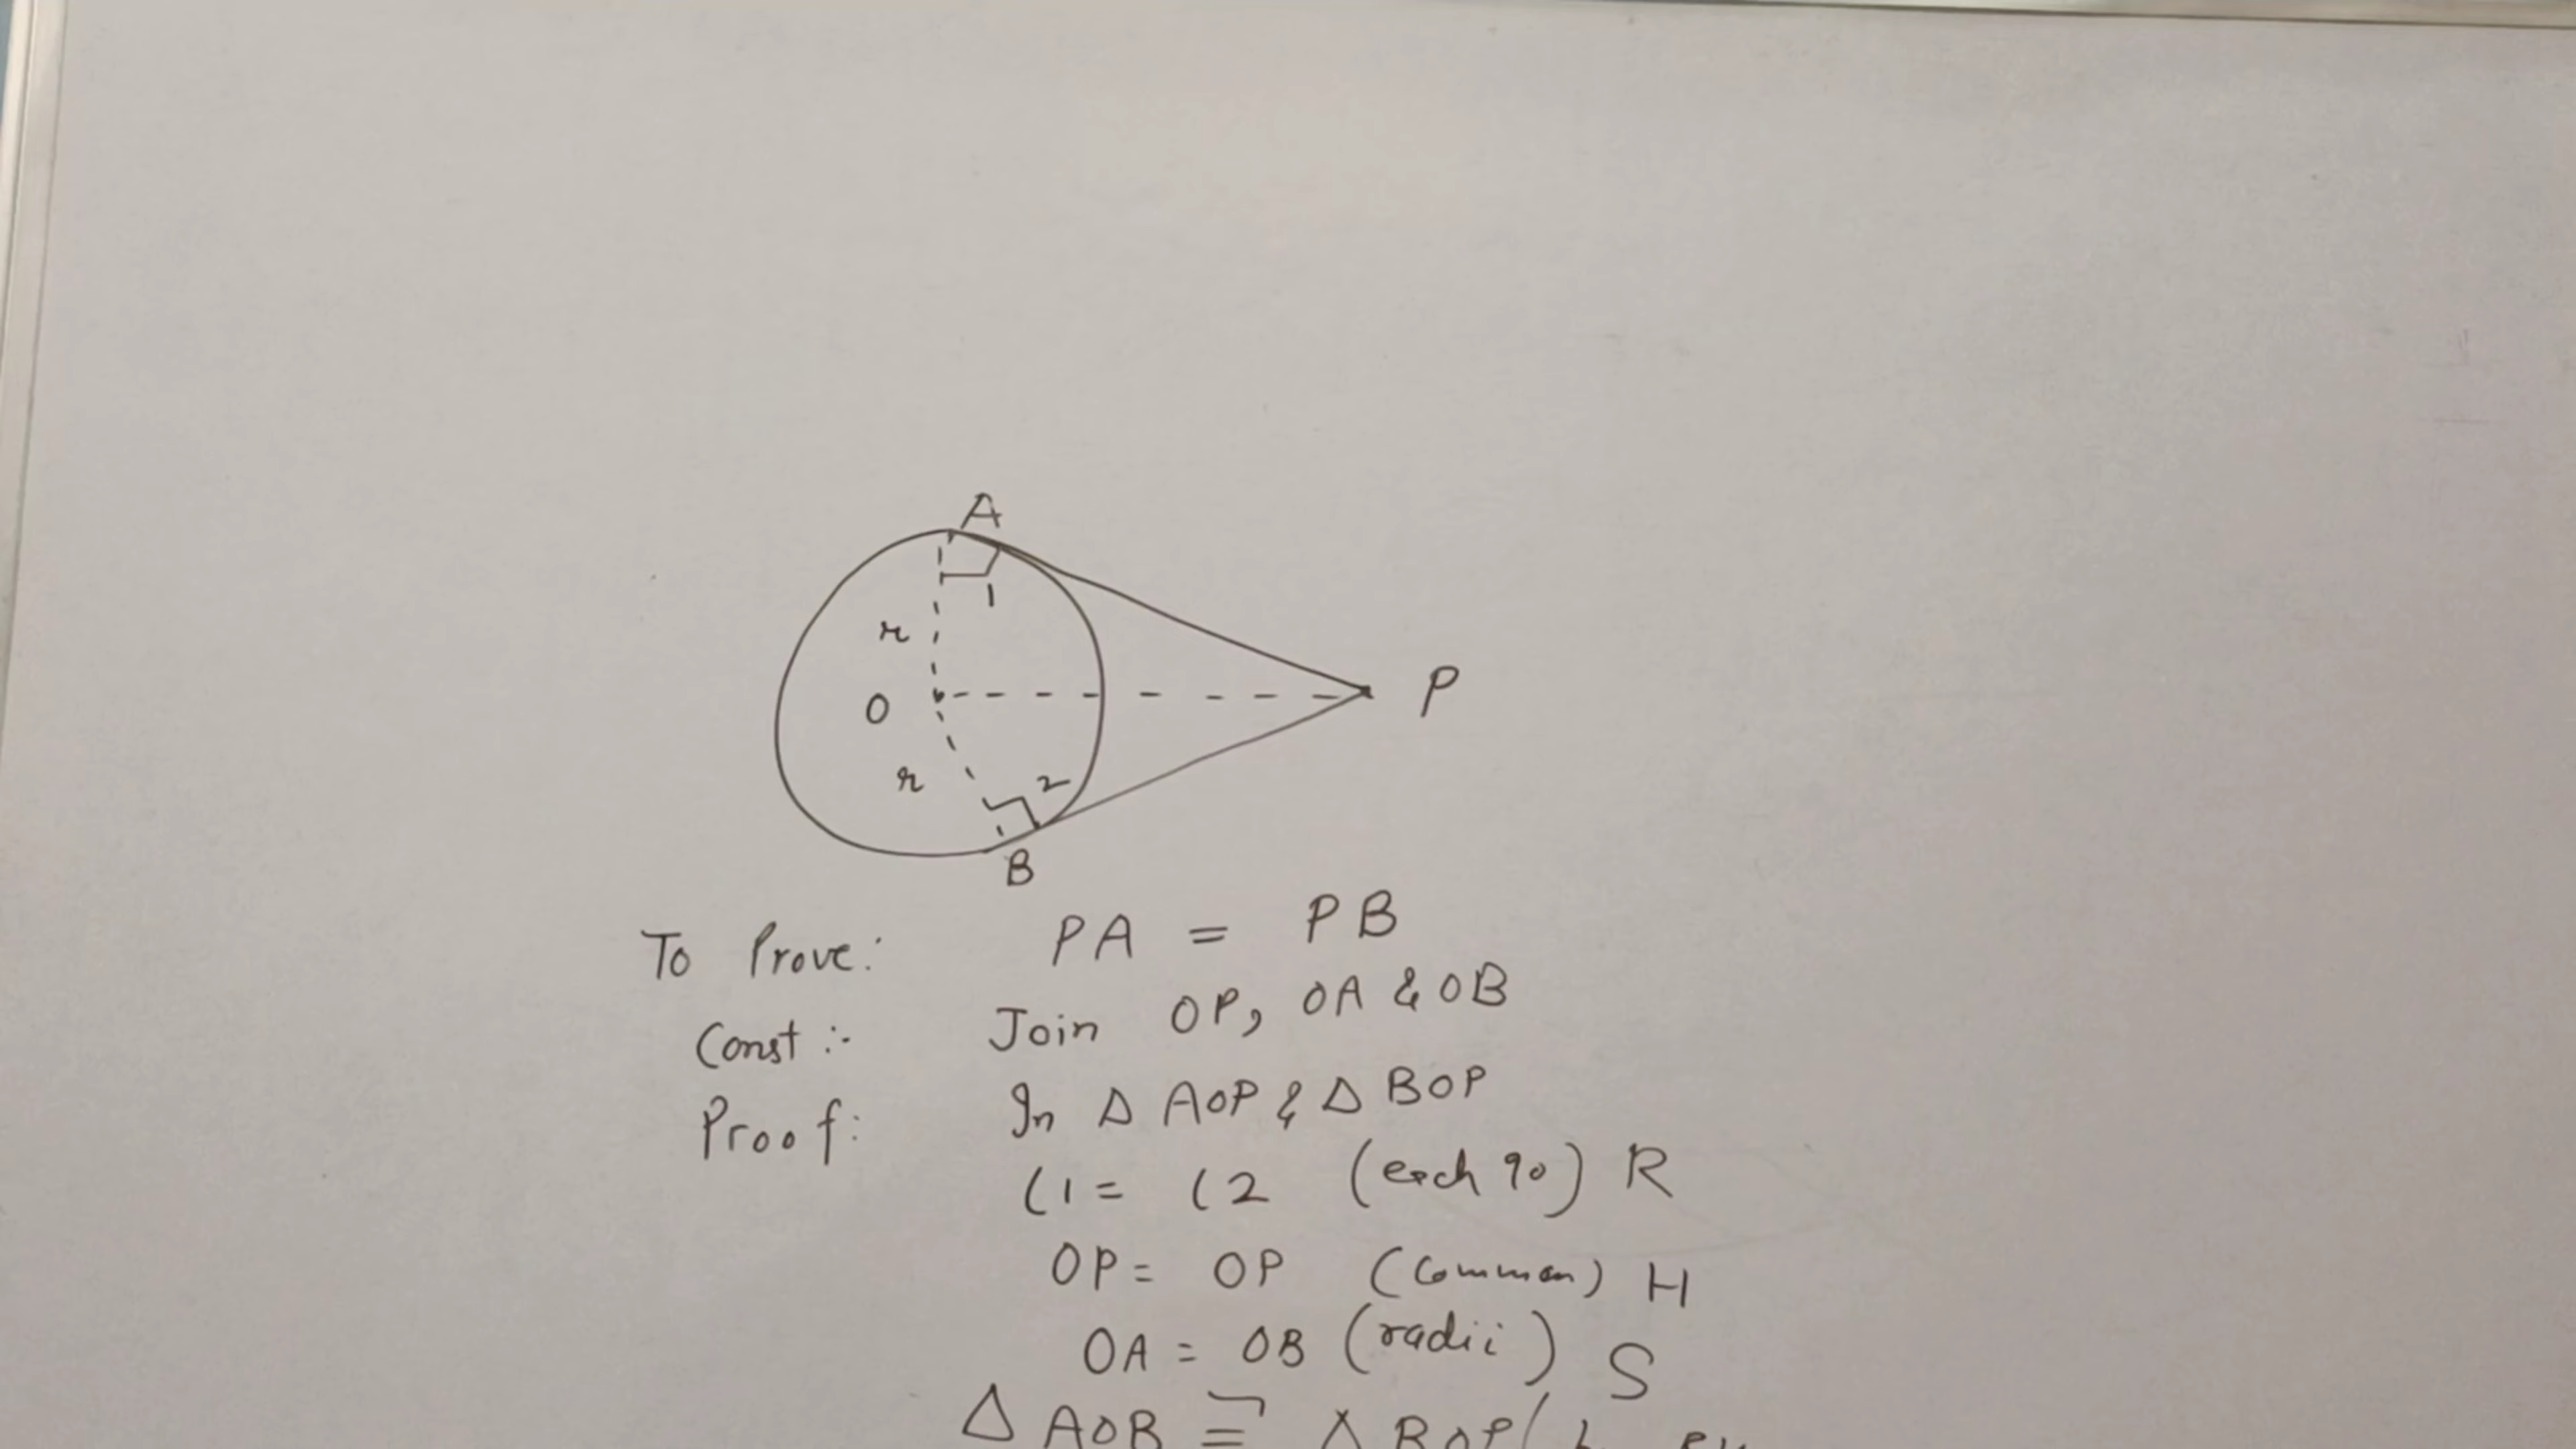 A
1
r
O
P
r
2
B
To Prove: PA = PB
Const :- Join OP, OA & OB
Proof: In Δ AOP & Δ BOP
(1 = (2 (each 90) R
OP = OP (Common) H
OA = OB (radii) S
Δ AOB ≅ Δ BOP (